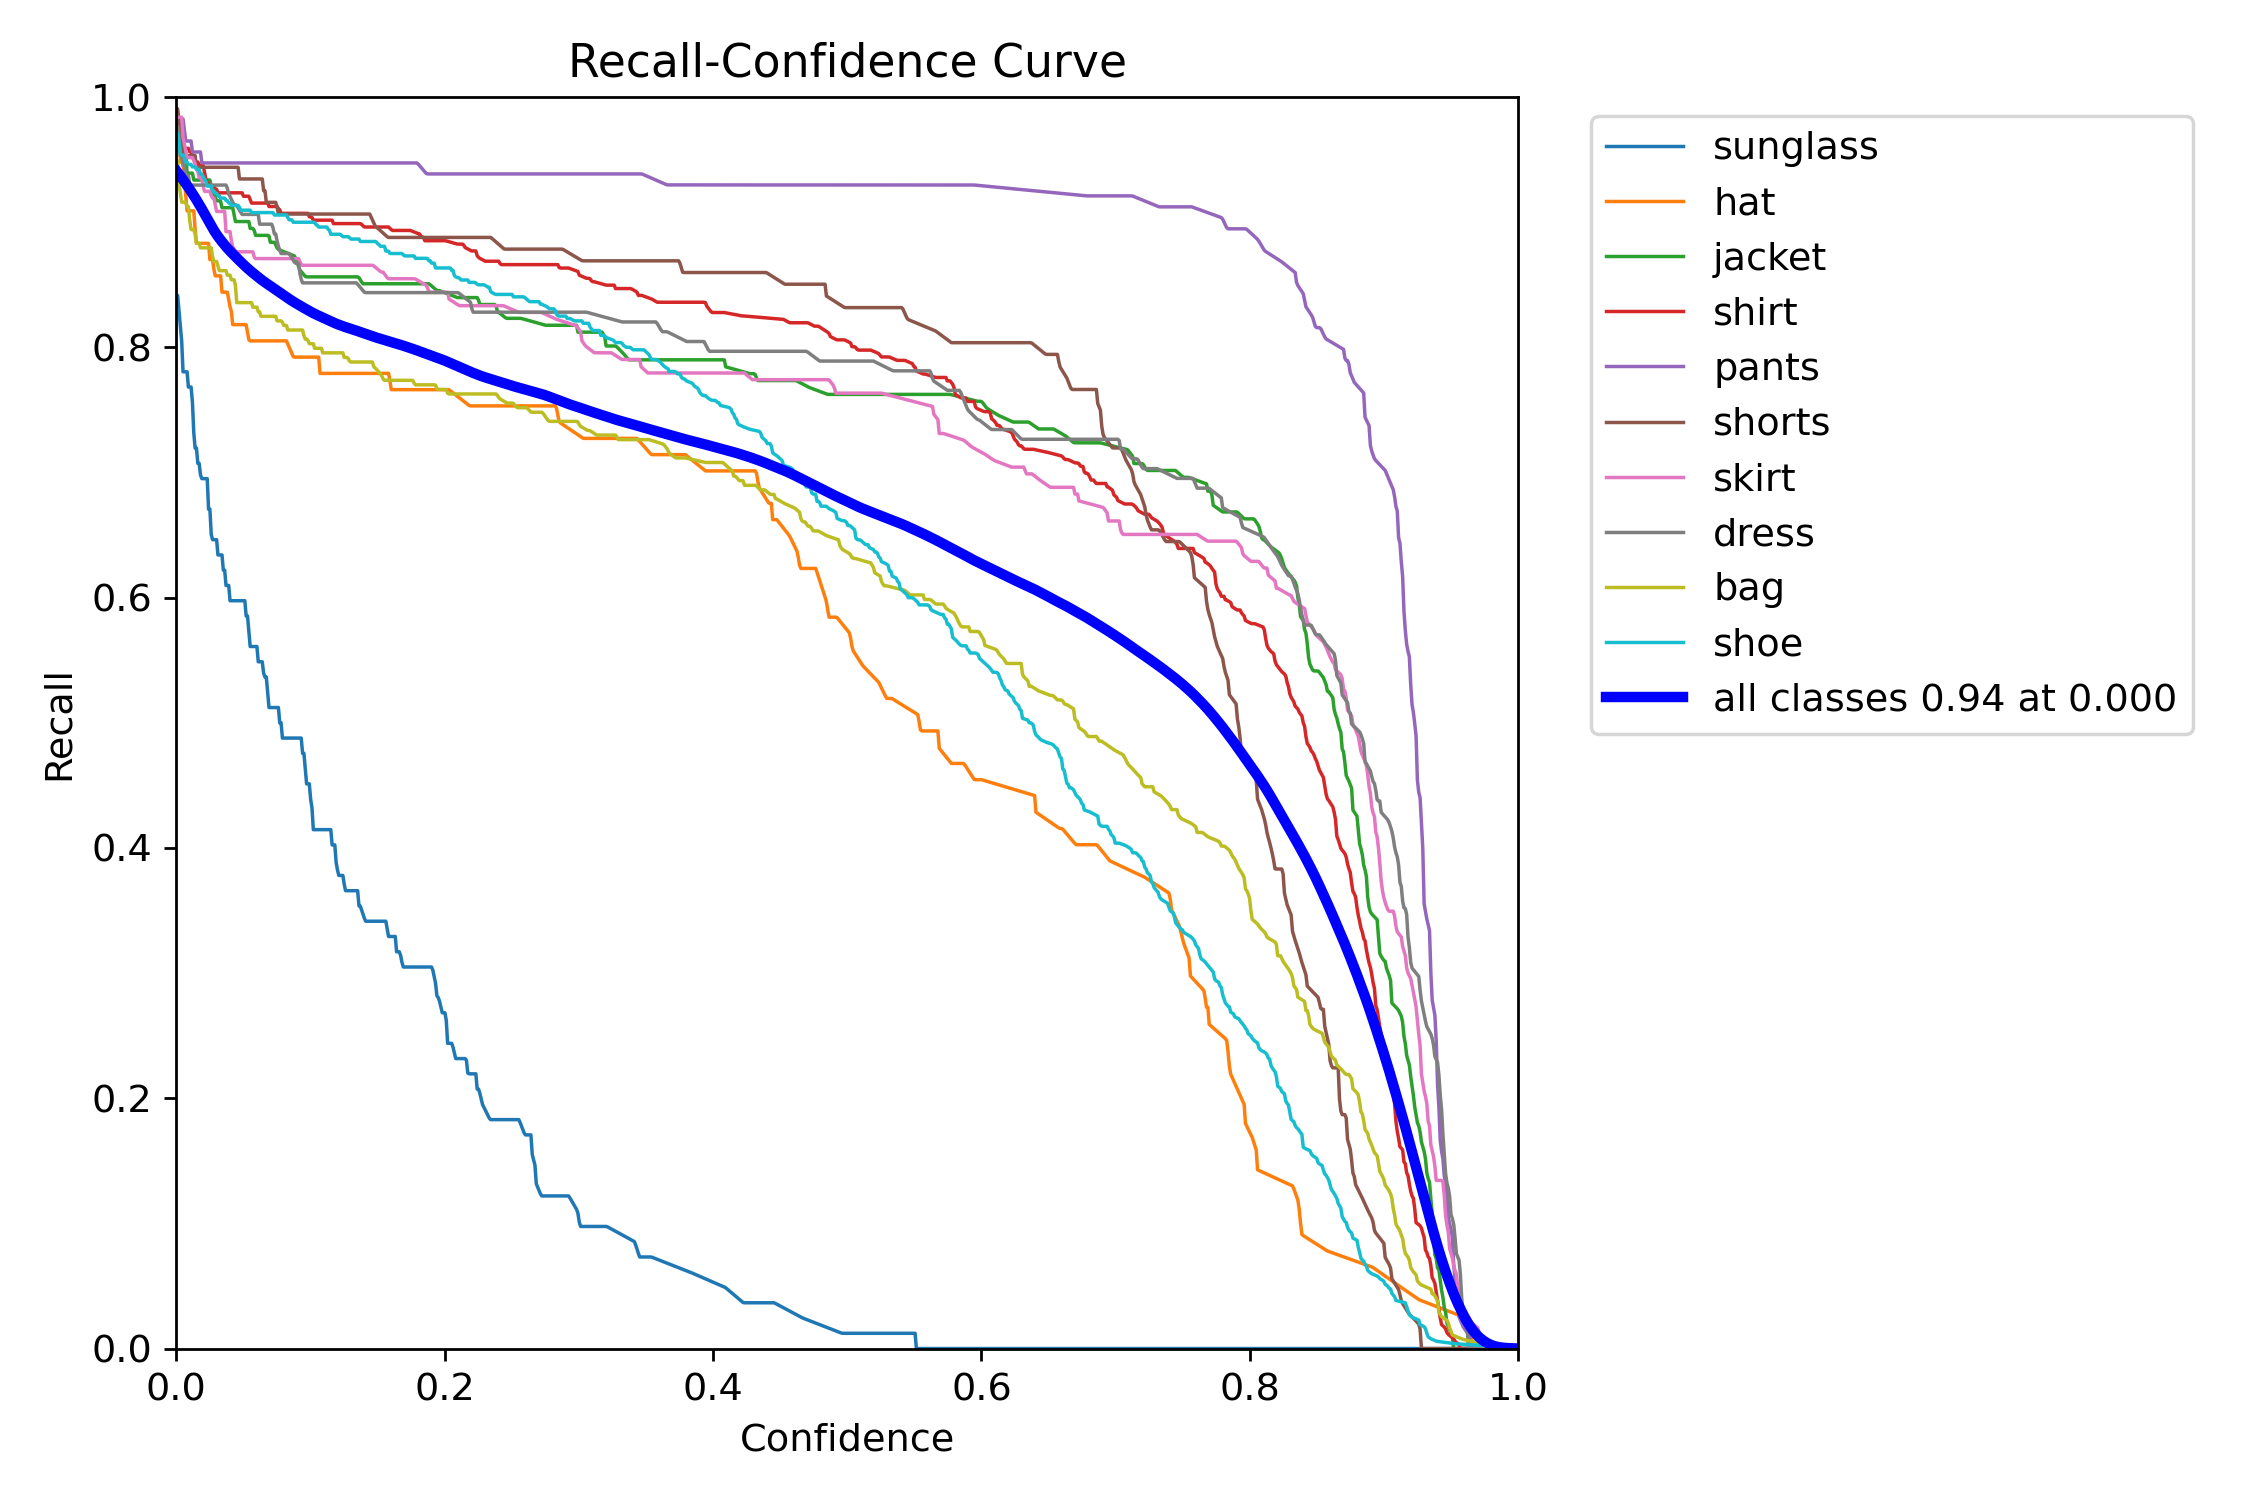 Recall-Confidence Curve
1.0
0.8
0.6
0.4
0.2
0.0
Recall
0.0 0.2 0.4 0.6 0.8 1.0
Confidence
sunglass
hat
jacket
shirt
pants
shorts
skirt
dress
bag
shoe
all classes 0.94 at 0.000